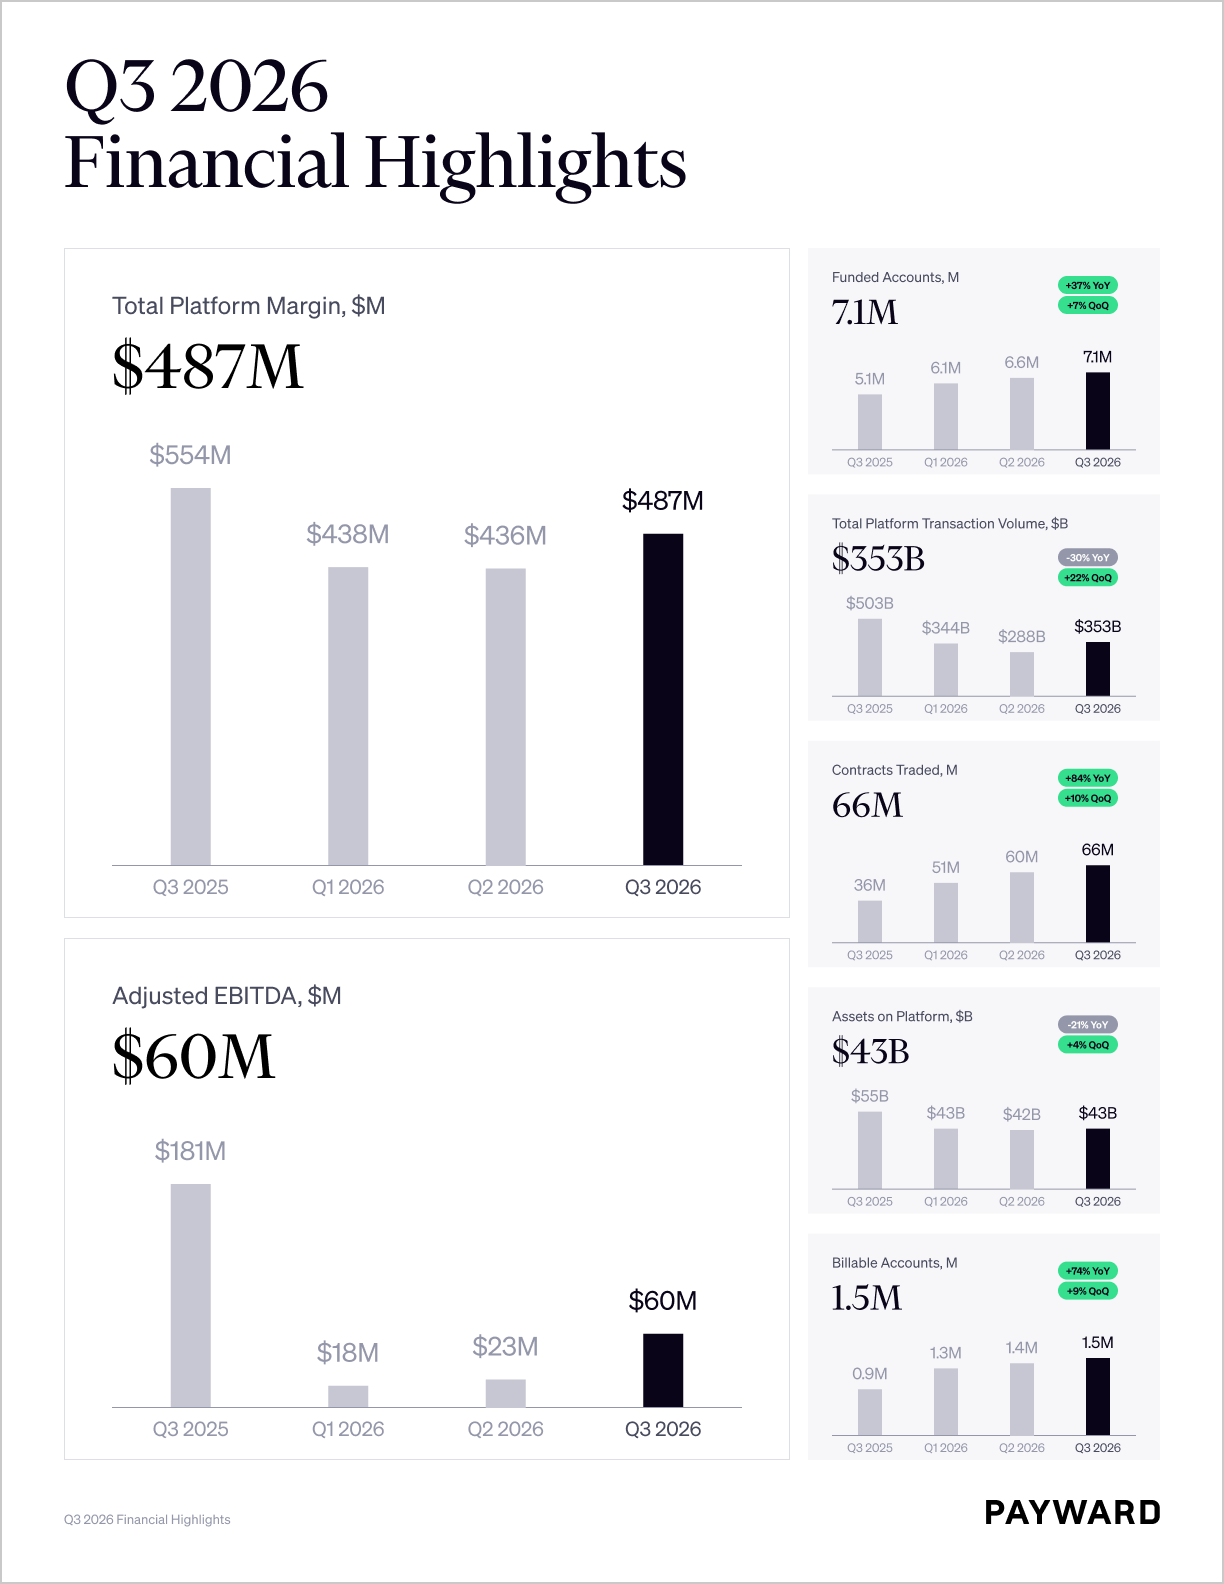 Q3 2026
Financial Highlights
Total Platform Margin, $M
$487M
$554M
$438M
$436M
$487M
Q3 2025
Q1 2026
Q2 2026
Q3 2026
Adjusted EBITDA, $M
$60M
$181M
$18M
$23M
$60M
Q3 2025
Q1 2026
Q2 2026
Q3 2026
Funded Accounts, M
7.1M
+37% YoY
+7% QoQ
5.1M
6.1M
6.6M
7.1M
Q3 2025
Q1 2026
Q2 2026
Q3 2026
Total Platform Transaction Volume, $B
$353B
-30% YoY
+22% QoQ
$503B
$344B
$288B
$353B
Q3 2025
Q1 2026
Q2 2026
Q3 2026
Contracts Traded, M
66M
+84% YoY
+10% QoQ
36M
51M
60M
66M
Q3 2025
Q1 2026
Q2 2026
Q3 2026
Assets on Platform, $B
$43B
-21% YoY
+4% QoQ
$55B
$43B
$42B
$43B
Q3 2025
Q1 2026
Q2 2026
Q3 2026
Billable Accounts, M
1.5M
+74% YoY
+9% QoQ
0.9M
1.3M
1.4M
1.5M
Q3 2025
Q1 2026
Q2 2026
Q3 2026
Q3 2026 Financial Highlights
PAYWARD